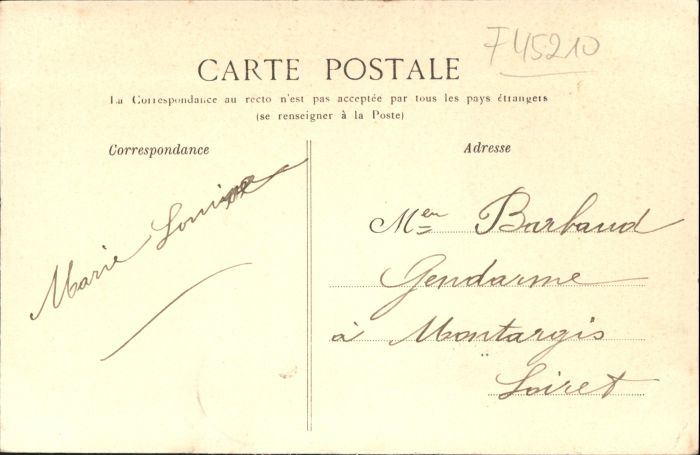 F45210
CARTE POSTALE
La Correspondance au recto n'est pas acceptée par tous les pays étrangers
(se renseigner à la Poste)
Correspondance
Adresse
Marie Louise
Mᵉᵘʳ Barbaud
Gendarme
à Montargis
Loiret